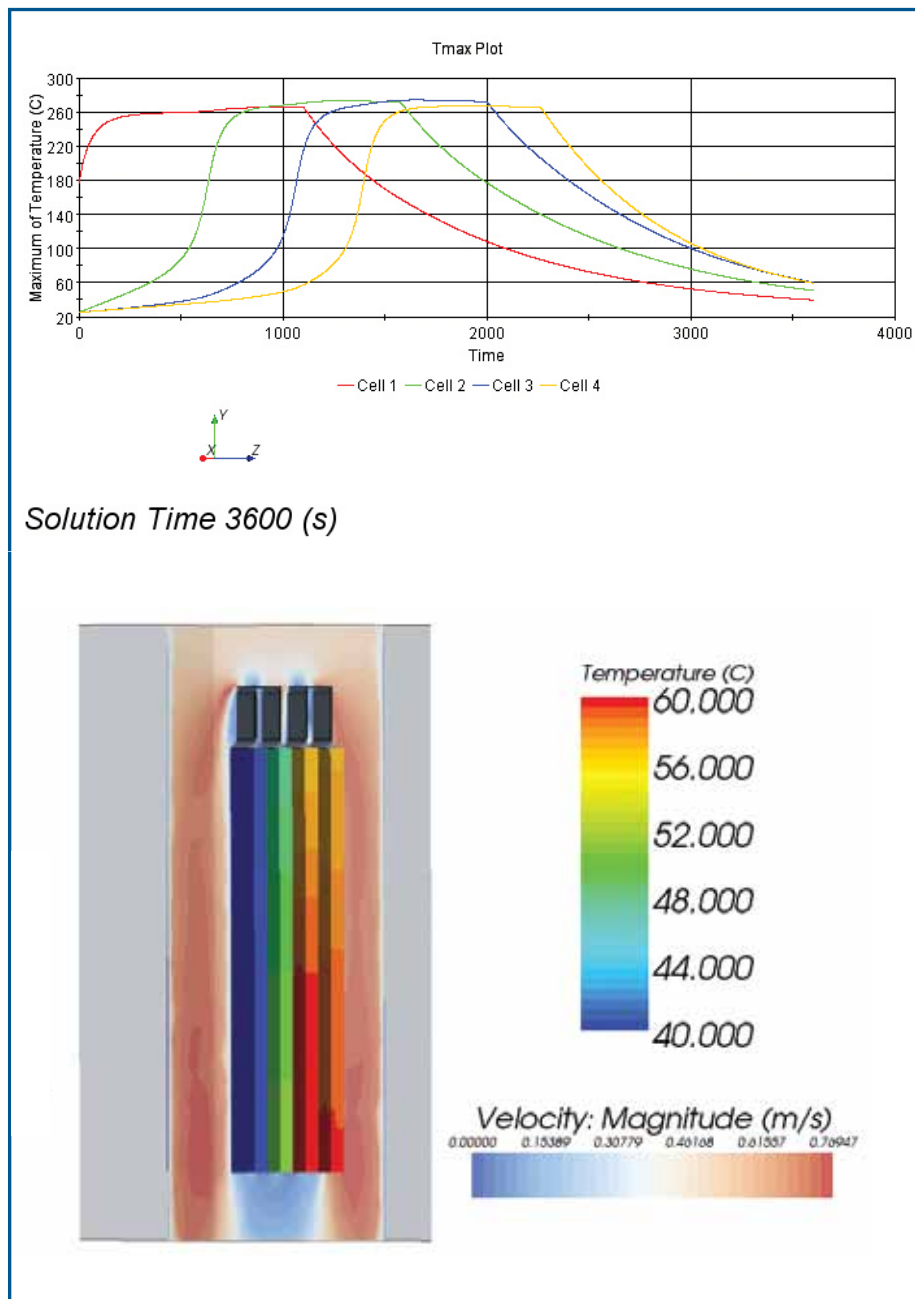 Tmax Plot
Maximum of Temperature (C)
300
260
220
180
140
100
60
20
0 1000 2000 3000 4000
Time
Cell 1 Cell 2 Cell 3 Cell 4
Y
X Z
Solution Time 3600 (s)
Temperature (C)
60.000
56.000
52.000
48.000
44.000
40.000
Velocity: Magnitude (m/s)
0.00000 0.15389 0.30779 0.46168 0.61557 0.76947